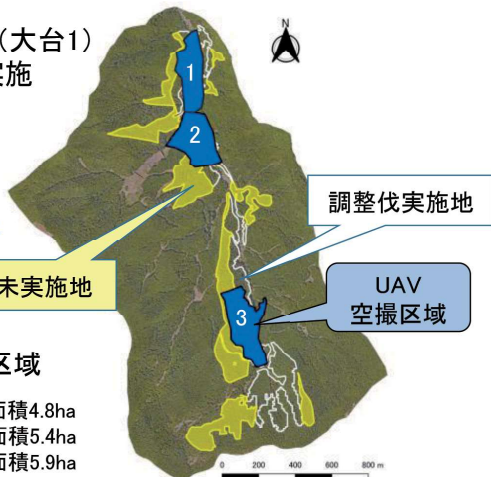 (大台1)
実施
N
1
2
調整伐実施地
未実施地
UAV
空撮区域
3
区域
面積4.8ha
面積5.4ha
面積5.9ha
0 200 400 600 800 m